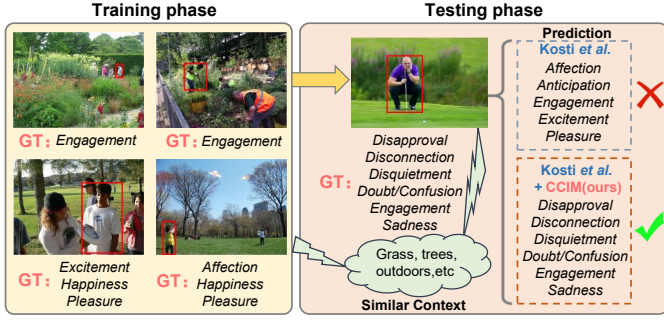 Training phase
GT: Engagement
GT: Engagement
GT:
Excitement
Happiness
Pleasure
GT:
Affection
Happiness
Pleasure
Testing phase
GT:
Disapproval
Disconnection
Disquietment
Doubt/Confusion
Engagement
Sadness
Grass, trees,
outdoors,etc
Similar Context
Prediction
Kosti et al.
Affection
Anticipation
Engagement
Excitement
Pleasure
Kosti et al.
+ CCIM(ours)
Disapproval
Disconnection
Disquietment
Doubt/Confusion
Engagement
Sadness